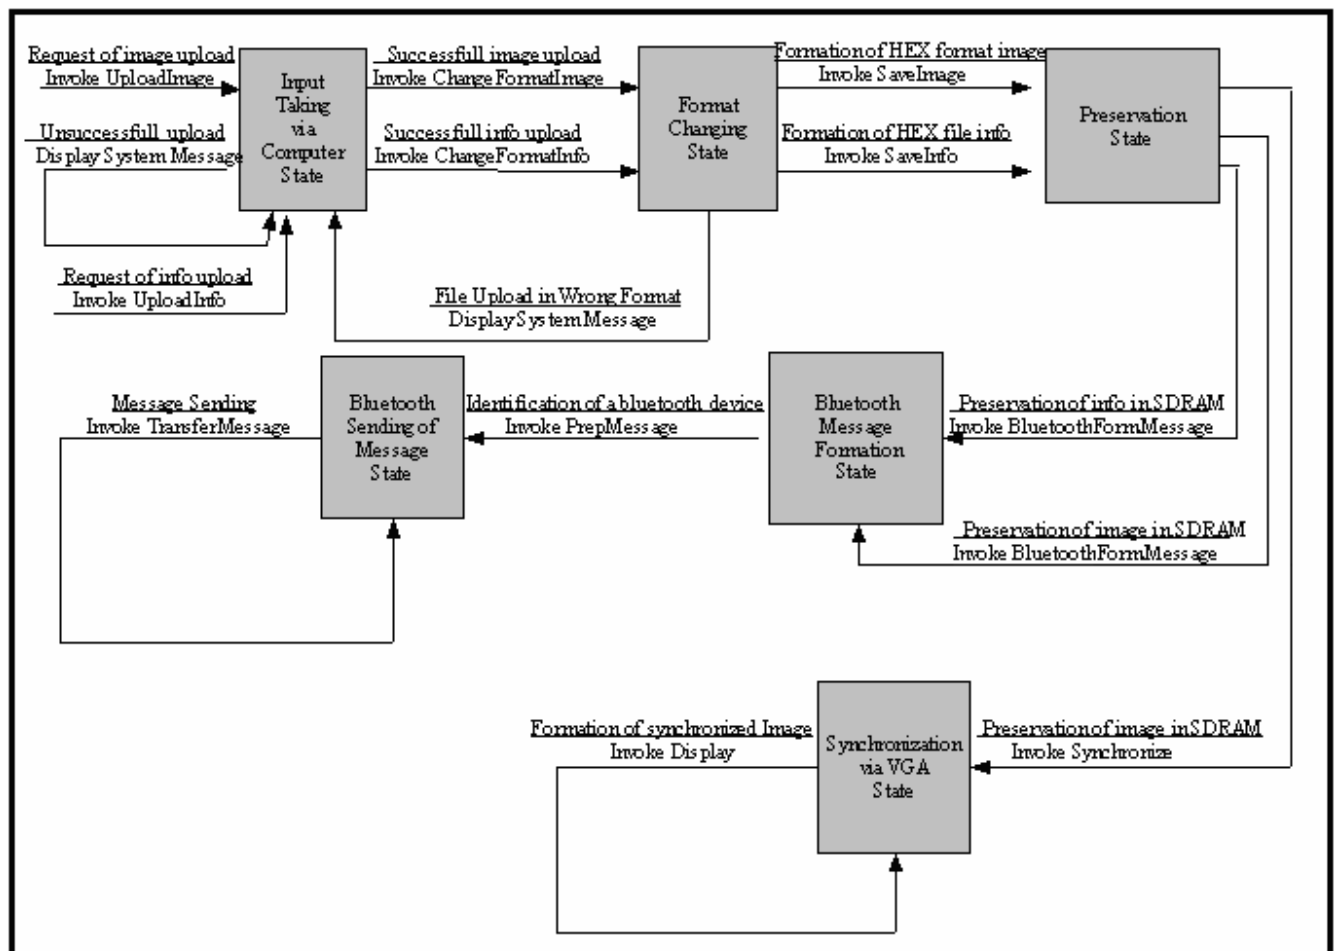 Request of image upload
Invoke UploadImage
Unsuccessfull upload
Display System Message
Input
Taking
via
Computer
State
Request of info upload
Invoke UploadInfo
Successfull image upload
Invoke ChangeFormatImage
Successfull info upload
Invoke ChangeFormatInfo
Format
Changing
State
File Upload in Wrong Format
Display System Message
Formation of HEX format image
Invoke SaveImage
Formation of HEX file info
Invoke SaveInfo
Preservation
State
Message Sending
Invoke TransferMessage
Bluetooth
Sending of
Message
State
Identification of a bluetooth device
Invoke PrepMessage
Bluetooth
Message
Formation
State
Preservation of info in SDRAM
Invoke BluetoothFormMessage
Preservation of image in SDRAM
Invoke BluetoothFormMessage
Formation of synchronized Image
Invoke Display
Synchronization
via VGA
State
Preservation of image in SDRAM
Invoke Synchronize